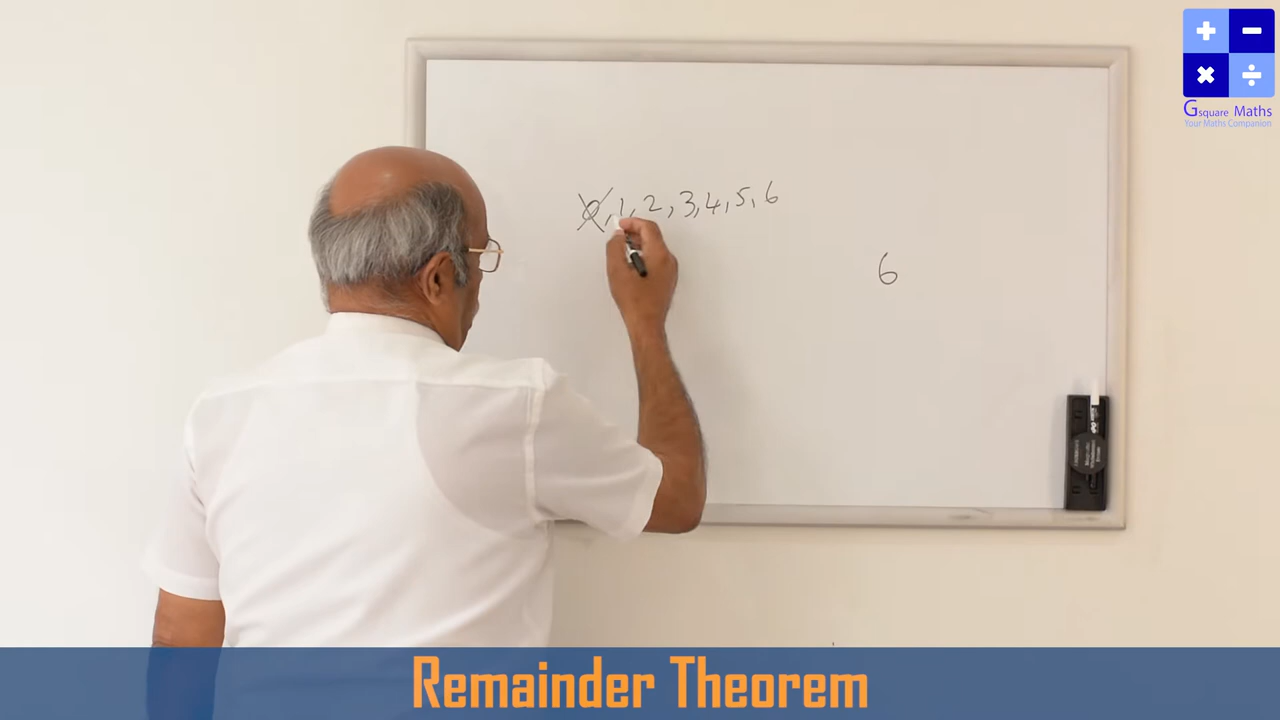 + −
× ÷
Gsquare Maths
Your Maths Companion
0, 1, 2, 3, 4, 5, 6
6
Remainder Theorem